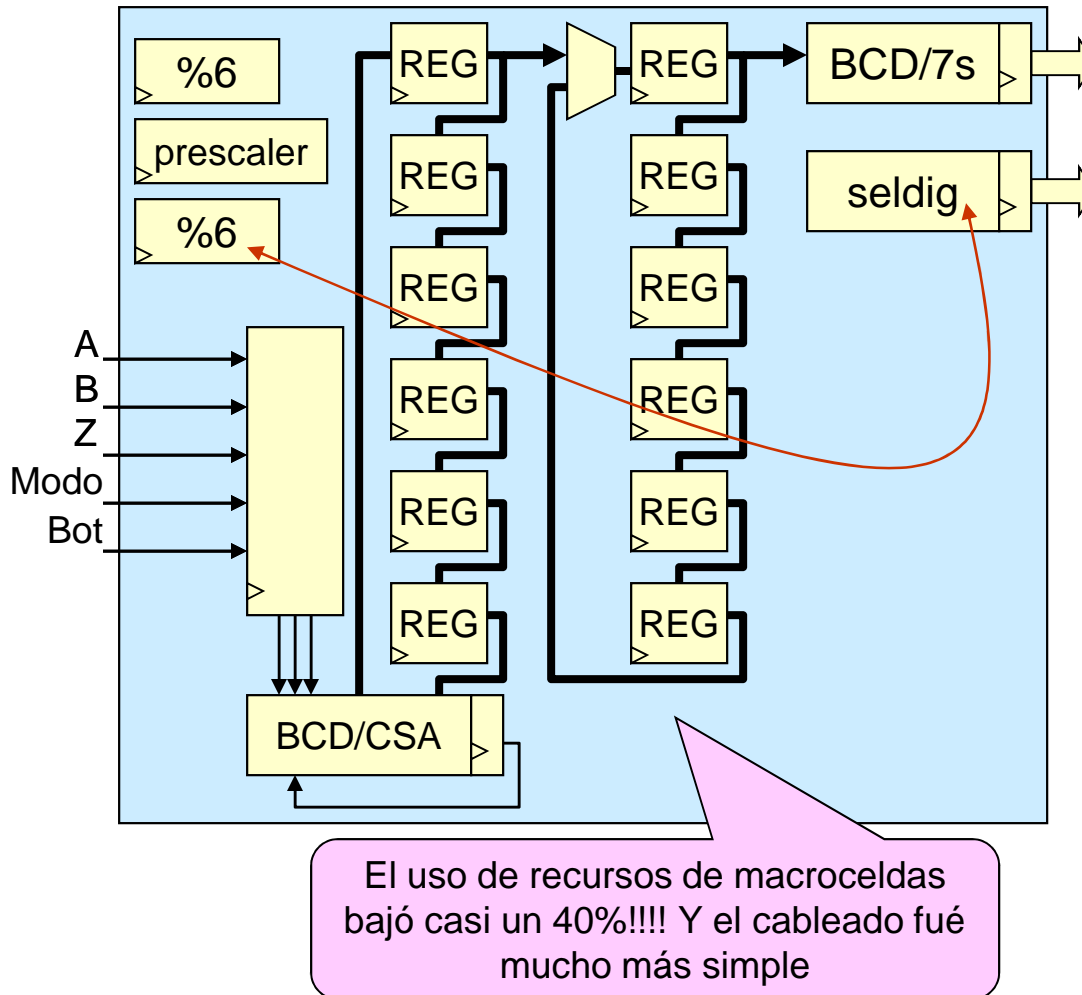 %6
prescaler
%6
A
B
Z
Modo
Bot
REG
REG
REG
REG
REG
REG
REG
REG
REG
REG
REG
REG
BCD/7s
seldig
BCD/CSA
El uso de recursos de macroceldas
bajó casi un 40%!!!! Y el cableado fué
mucho más simple